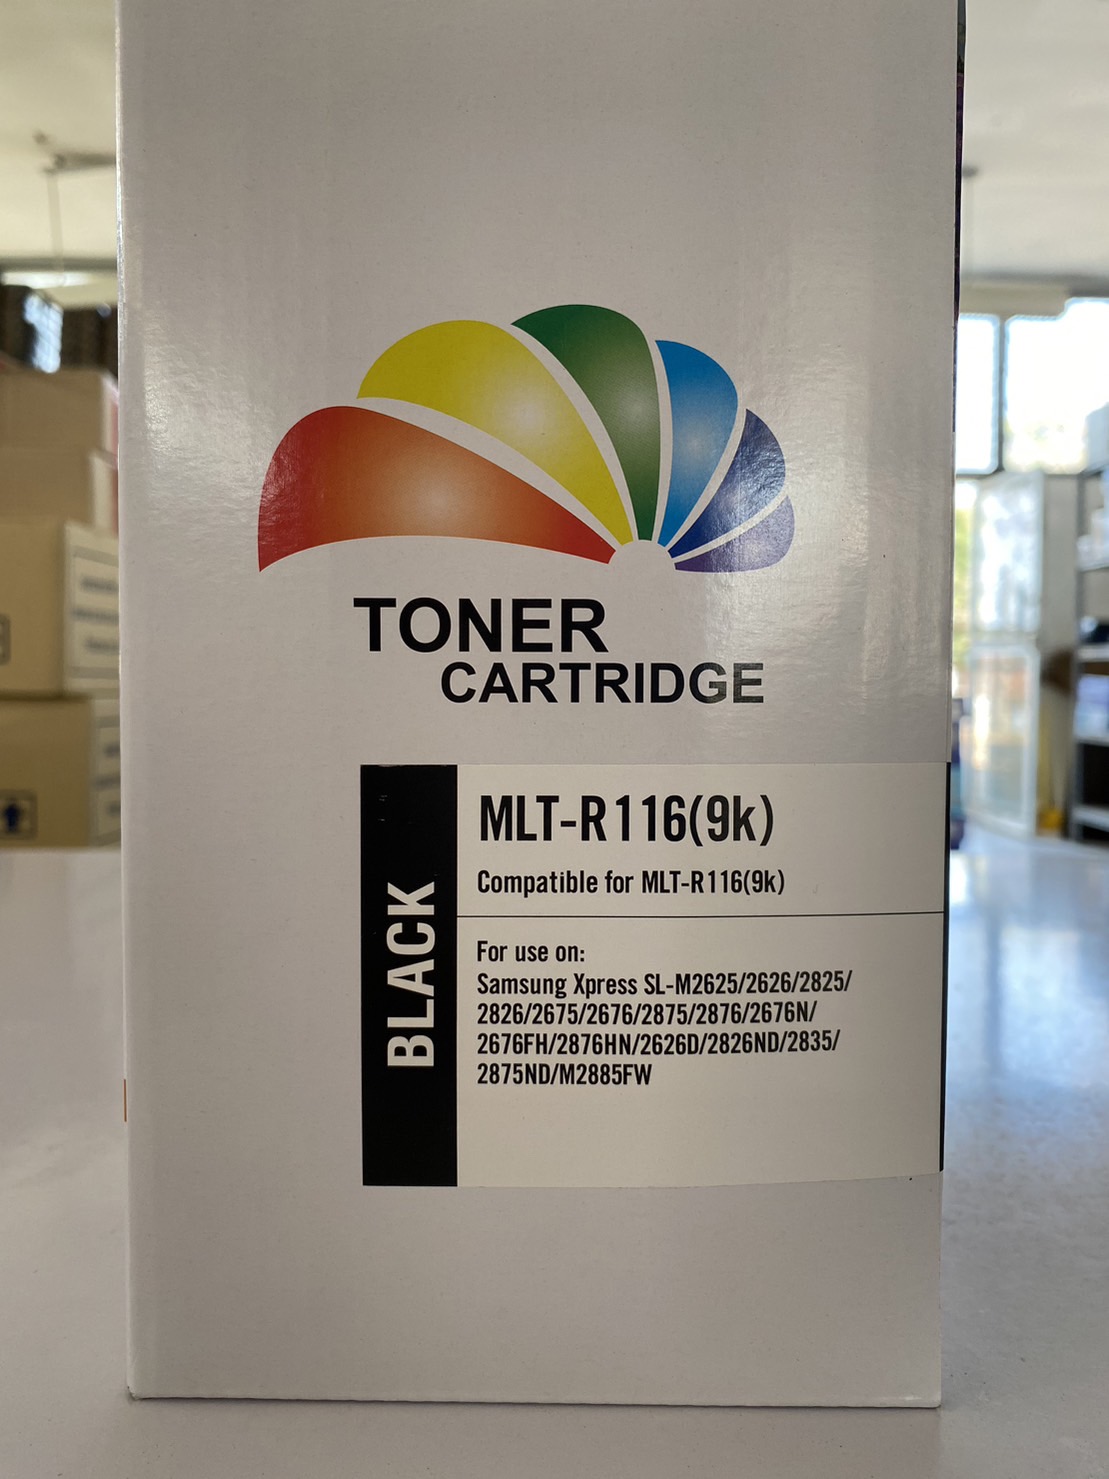 TONER
CARTRIDGE
BLACK
MLT-R116(9k)
Compatible for MLT-R116(9k)
For use on:
Samsung Xpress SL-M2625/2626/2825/
2826/2675/2676/2875/2876/2676N/
2676FH/2876HN/2626D/2826ND/2835/
2875ND/M2885FW